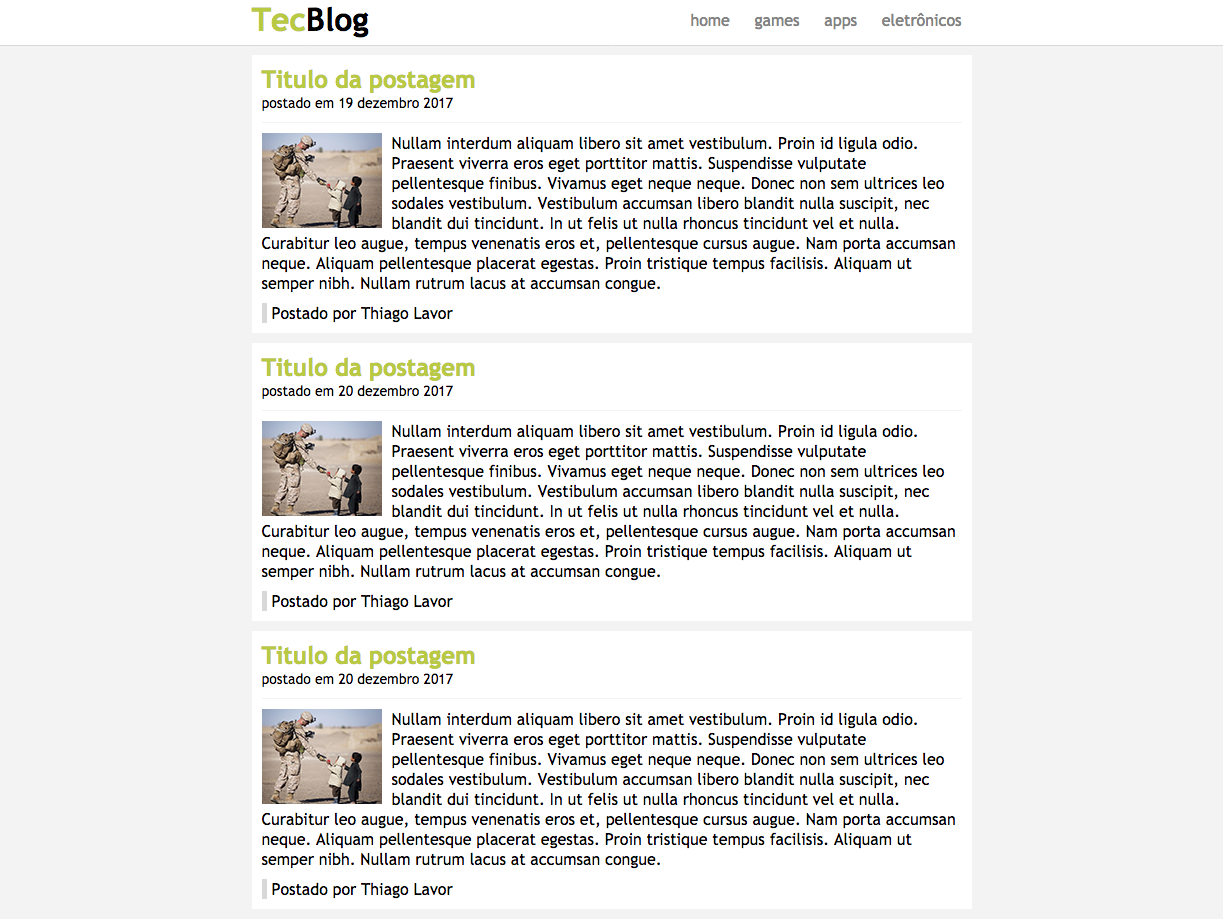 TecBlog
home games apps eletrônicos
Titulo da postagem
postado em 19 dezembro 2017
Nullam interdum aliquam libero sit amet vestibulum. Proin id ligula odio.
Praesent viverra eros eget porttitor mattis. Suspendisse vulputate
pellentesque finibus. Vivamus eget neque neque. Donec non sem ultrices leo
sodales vestibulum. Vestibulum accumsan libero blandit nulla suscipit, nec
blandit dui tincidunt. In ut felis ut nulla rhoncus tincidunt vel et nulla.
Curabitur leo augue, tempus venenatis eros et, pellentesque cursus augue. Nam porta accumsan
neque. Aliquam pellentesque placerat egestas. Proin tristique tempus facilisis. Aliquam ut
semper nibh. Nullam rutrum lacus at accumsan congue.
Postado por Thiago Lavor
Titulo da postagem
postado em 20 dezembro 2017
Nullam interdum aliquam libero sit amet vestibulum. Proin id ligula odio.
Praesent viverra eros eget porttitor mattis. Suspendisse vulputate
pellentesque finibus. Vivamus eget neque neque. Donec non sem ultrices leo
sodales vestibulum. Vestibulum accumsan libero blandit nulla suscipit, nec
blandit dui tincidunt. In ut felis ut nulla rhoncus tincidunt vel et nulla.
Curabitur leo augue, tempus venenatis eros et, pellentesque cursus augue. Nam porta accumsan
neque. Aliquam pellentesque placerat egestas. Proin tristique tempus facilisis. Aliquam ut
semper nibh. Nullam rutrum lacus at accumsan congue.
Postado por Thiago Lavor
Titulo da postagem
postado em 20 dezembro 2017
Nullam interdum aliquam libero sit amet vestibulum. Proin id ligula odio.
Praesent viverra eros eget porttitor mattis. Suspendisse vulputate
pellentesque finibus. Vivamus eget neque neque. Donec non sem ultrices leo
sodales vestibulum. Vestibulum accumsan libero blandit nulla suscipit, nec
blandit dui tincidunt. In ut felis ut nulla rhoncus tincidunt vel et nulla.
Curabitur leo augue, tempus venenatis eros et, pellentesque cursus augue. Nam porta accumsan
neque. Aliquam pellentesque placerat egestas. Proin tristique tempus facilisis. Aliquam ut
semper nibh. Nullam rutrum lacus at accumsan congue.
Postado por Thiago Lavor